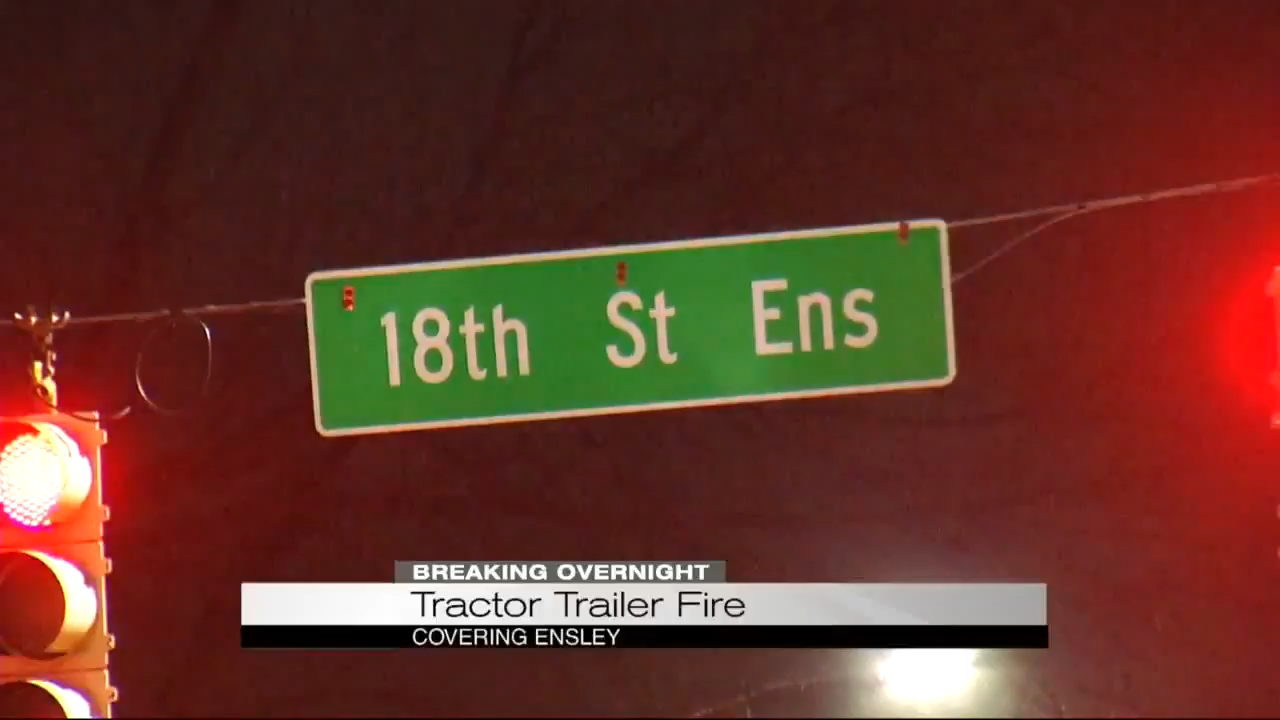 18th St Ens
BREAKING OVERNIGHT
Tractor Trailer Fire
COVERING ENSLEY